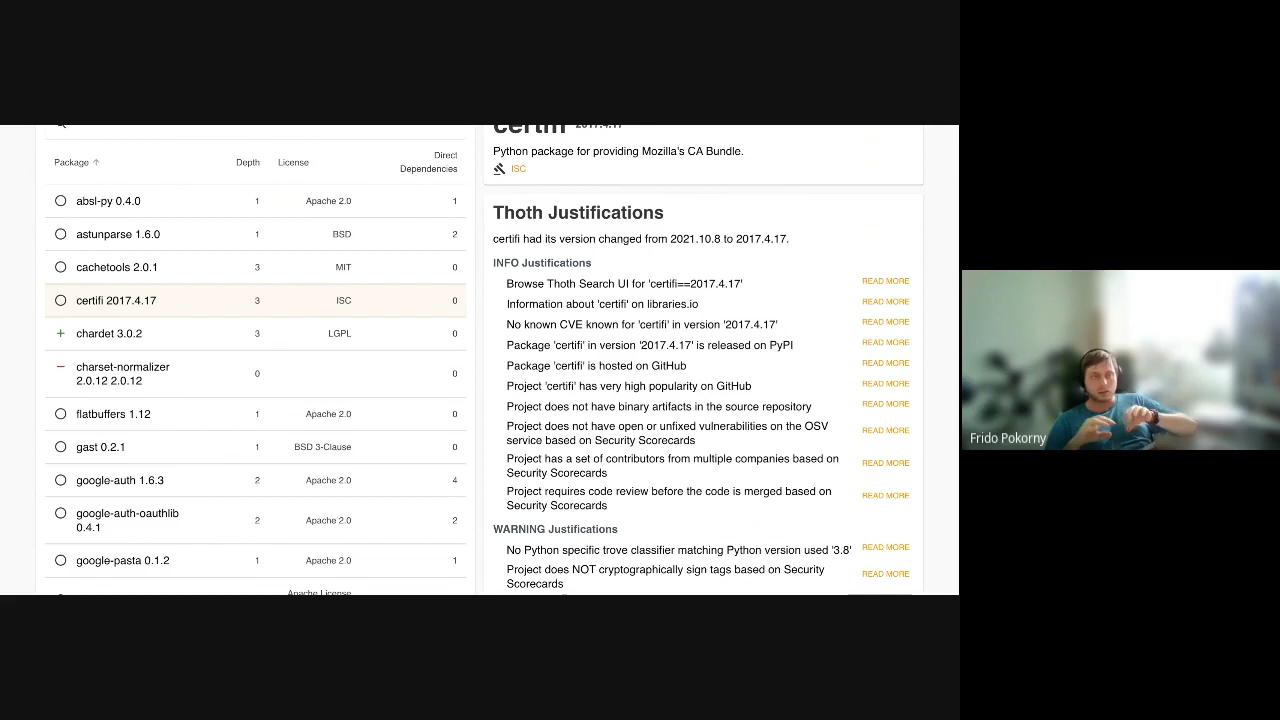 Package ↑ Depth License Direct Dependencies
absl-py 0.4.0 1 Apache 2.0 1
astunparse 1.6.0 1 BSD 2
cachetools 2.0.1 3 MIT 0
certifi 2017.4.17 3 ISC 0
+ chardet 3.0.2 3 LGPL 0
− charset-normalizer
2.0.12 2.0.12 0 0
flatbuffers 1.12 1 Apache 2.0 0
gast 0.2.1 1 BSD 3-Clause 0
google-auth 1.6.3 2 Apache 2.0 4
google-auth-oauthlib
0.4.1 2 Apache 2.0 2
google-pasta 0.1.2 1 Apache 2.0 1
Apache License
certifi 2017.4.17
Python package for providing Mozilla's CA Bundle.
ISC
Thoth Justifications
certifi had its version changed from 2021.10.8 to 2017.4.17.
INFO Justifications
Browse Thoth Search UI for 'certifi==2017.4.17' READ MORE
Information about 'certifi' on libraries.io READ MORE
No known CVE known for 'certifi' in version '2017.4.17' READ MORE
Package 'certifi' in version '2017.4.17' is released on PyPI READ MORE
Package 'certifi' is hosted on GitHub READ MORE
Project 'certifi' has very high popularity on GitHub READ MORE
Project does not have binary artifacts in the source repository READ MORE
Project does not have open or unfixed vulnerabilities on the OSV
service based on Security Scorecards READ MORE
Project has a set of contributors from multiple companies based on
Security Scorecards READ MORE
Project requires code review before the code is merged based on
Security Scorecards READ MORE
WARNING Justifications
No Python specific trove classifier matching Python version used '3.8' READ MORE
Project does NOT cryptographically sign tags based on Security
Scorecards READ MORE
Frido Pokorny